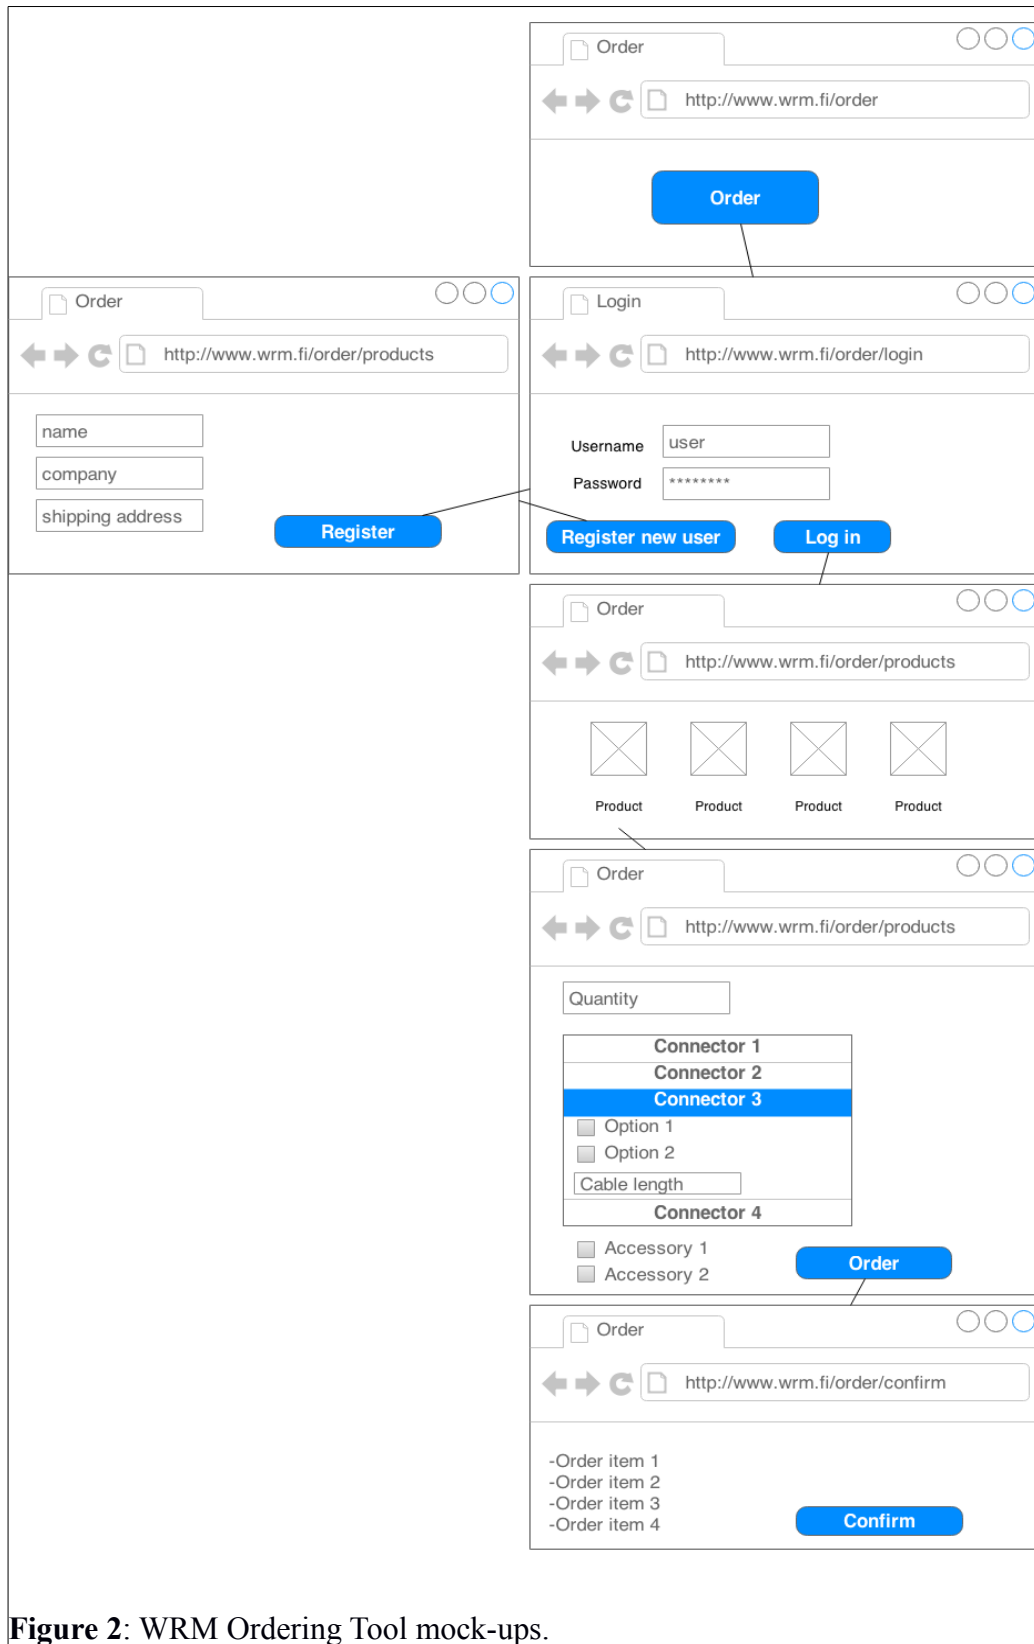 Order
http://www.wrm.fi/order
Order
Order
http://www.wrm.fi/order/products
name
company
shipping address
Register
Login
http://www.wrm.fi/order/login
Username
user
Password
********
Register new user
Log in
Order
http://www.wrm.fi/order/products
Product Product Product Product
Order
http://www.wrm.fi/order/products
Quantity
Connector 1
Connector 2
Connector 3
Option 1
Option 2
Cable length
Connector 4
Accessory 1
Accessory 2
Order
Order
http://www.wrm.fi/order/confirm
-Order item 1
-Order item 2
-Order item 3
-Order item 4
Confirm
Figure 2: WRM Ordering Tool mock-ups.